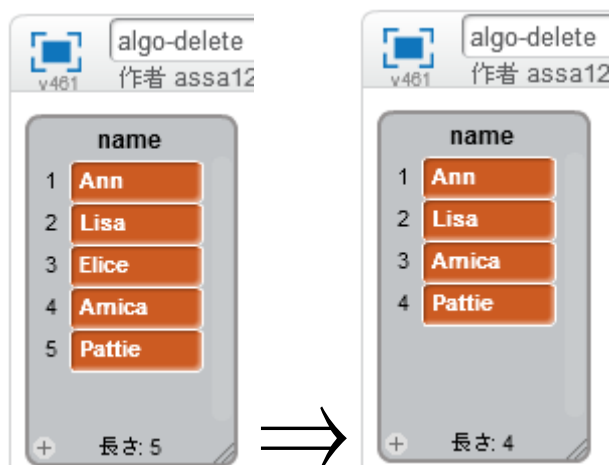 algo-delete
v461
作者 assa12
name
1 Ann
2 Lisa
3 Elice
4 Amica
5 Pattie
+ 長さ: 5
⇒
algo-delete
v461
作者 assa12
name
1 Ann
2 Lisa
3 Amica
4 Pattie
+ 長さ: 4